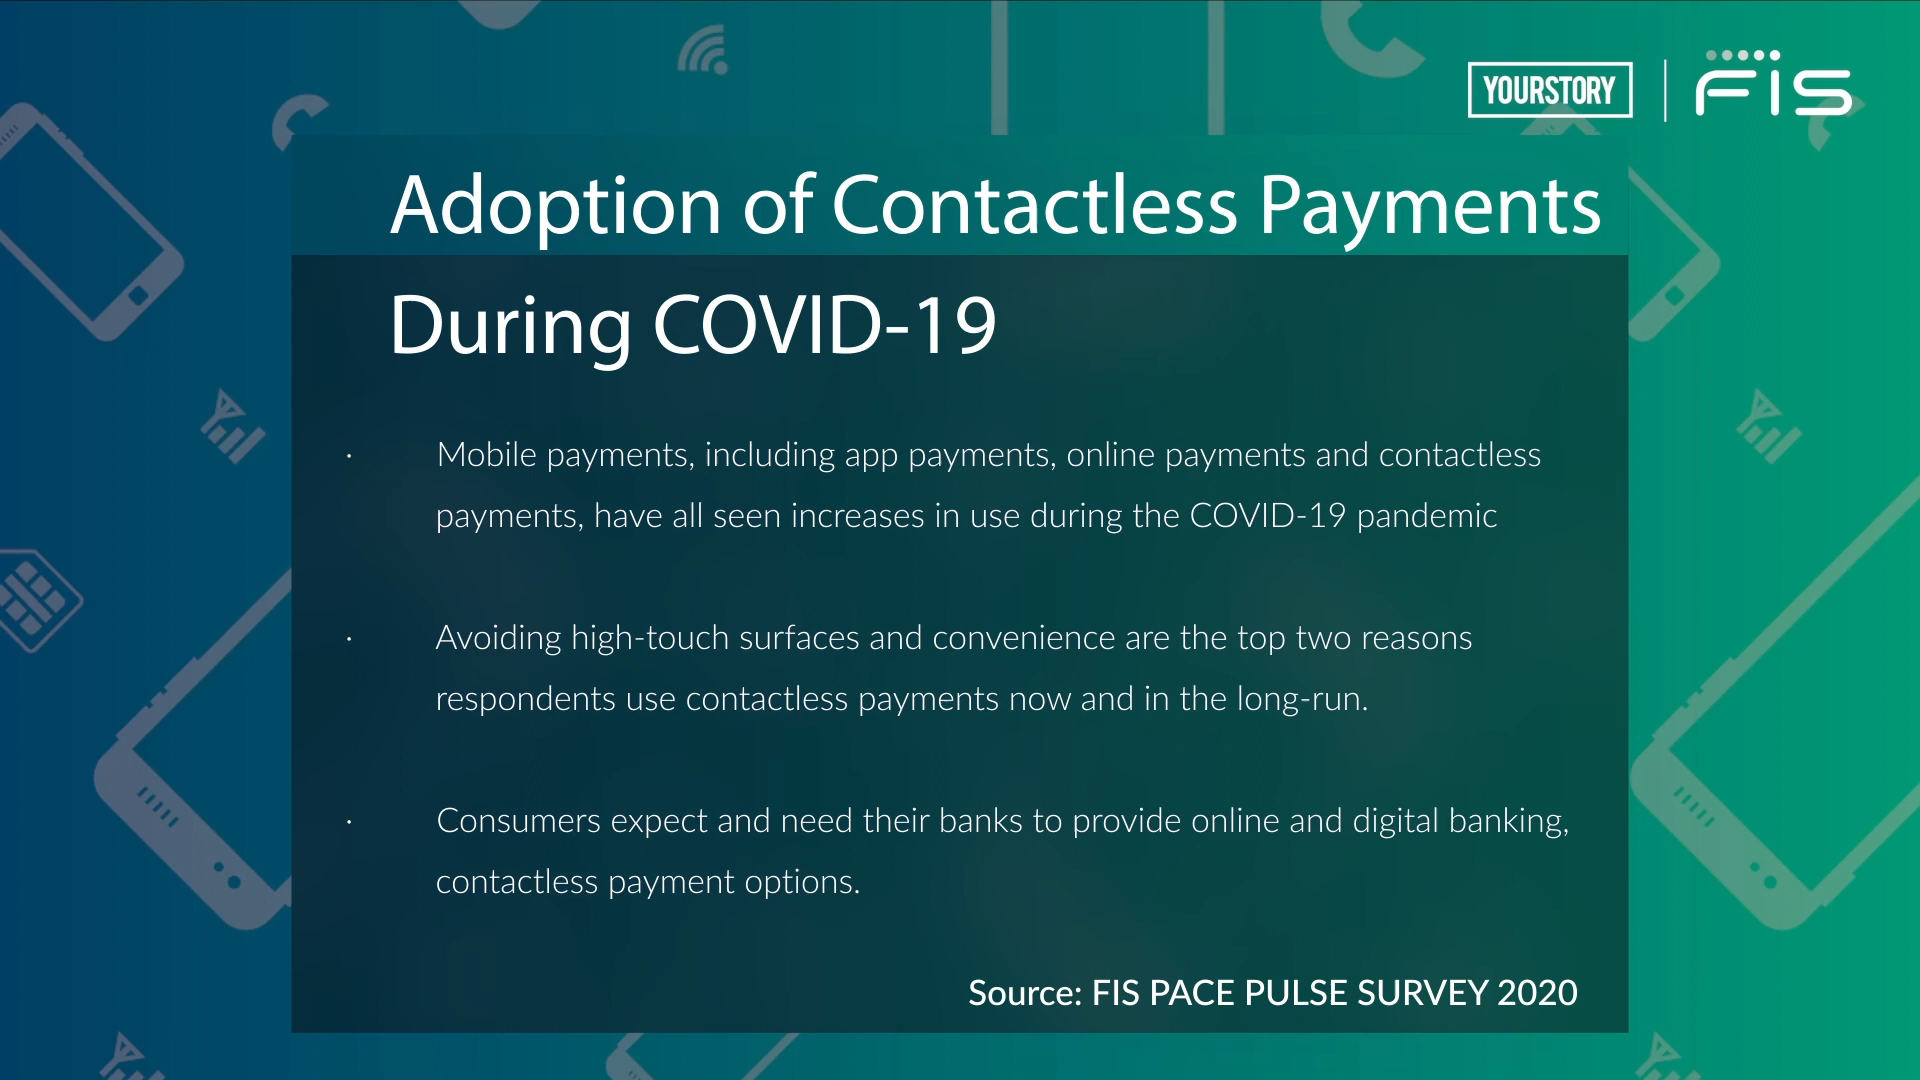 YOURSTORY
FIS
Adoption of Contactless Payments
During COVID-19
· Mobile payments, including app payments, online payments and contactless
payments, have all seen increases in use during the COVID-19 pandemic
· Avoiding high-touch surfaces and convenience are the top two reasons
respondents use contactless payments now and in the long-run.
· Consumers expect and need their banks to provide online and digital banking,
contactless payment options.
Source: FIS PACE PULSE SURVEY 2020